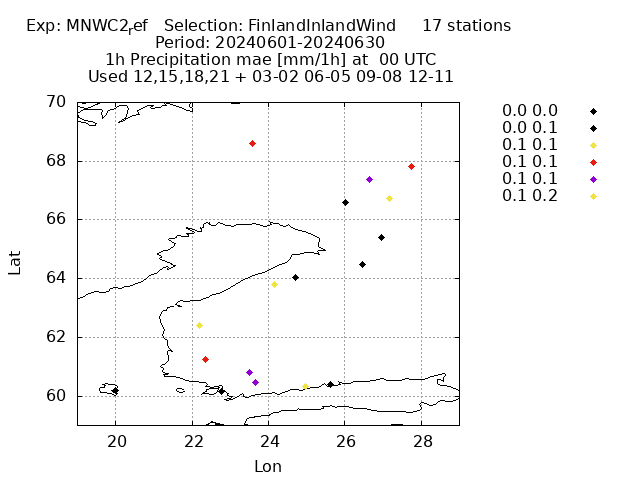 Exp: MNWC2ref Selection: FinlandInlandWind 17 stations
Period: 20240601-20240630
1h Precipitation mae [mm/1h] at 00 UTC
Used 12,15,18,21 + 03-02 06-05 09-08 12-11
0.0 0.0
0.0 0.1
0.1 0.1
0.1 0.1
0.1 0.1
0.1 0.2
70
68
66
64
62
60
Lat
20 22 24 26 28
Lon